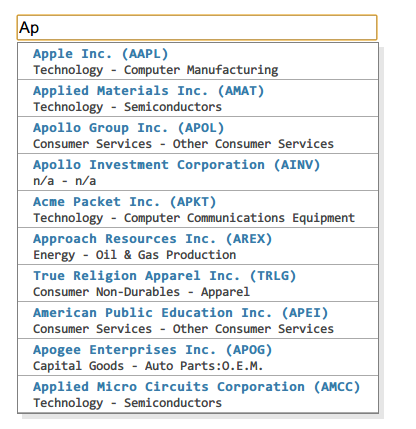 Ap
Apple Inc. (AAPL)
Technology - Computer Manufacturing
Applied Materials Inc. (AMAT)
Technology - Semiconductors
Apollo Group Inc. (APOL)
Consumer Services - Other Consumer Services
Apollo Investment Corporation (AINV)
n/a - n/a
Acme Packet Inc. (APKT)
Technology - Computer Communications Equipment
Approach Resources Inc. (AREX)
Energy - Oil & Gas Production
True Religion Apparel Inc. (TRLG)
Consumer Non-Durables - Apparel
American Public Education Inc. (APEI)
Consumer Services - Other Consumer Services
Apogee Enterprises Inc. (APOG)
Capital Goods - Auto Parts:O.E.M.
Applied Micro Circuits Corporation (AMCC)
Technology - Semiconductors